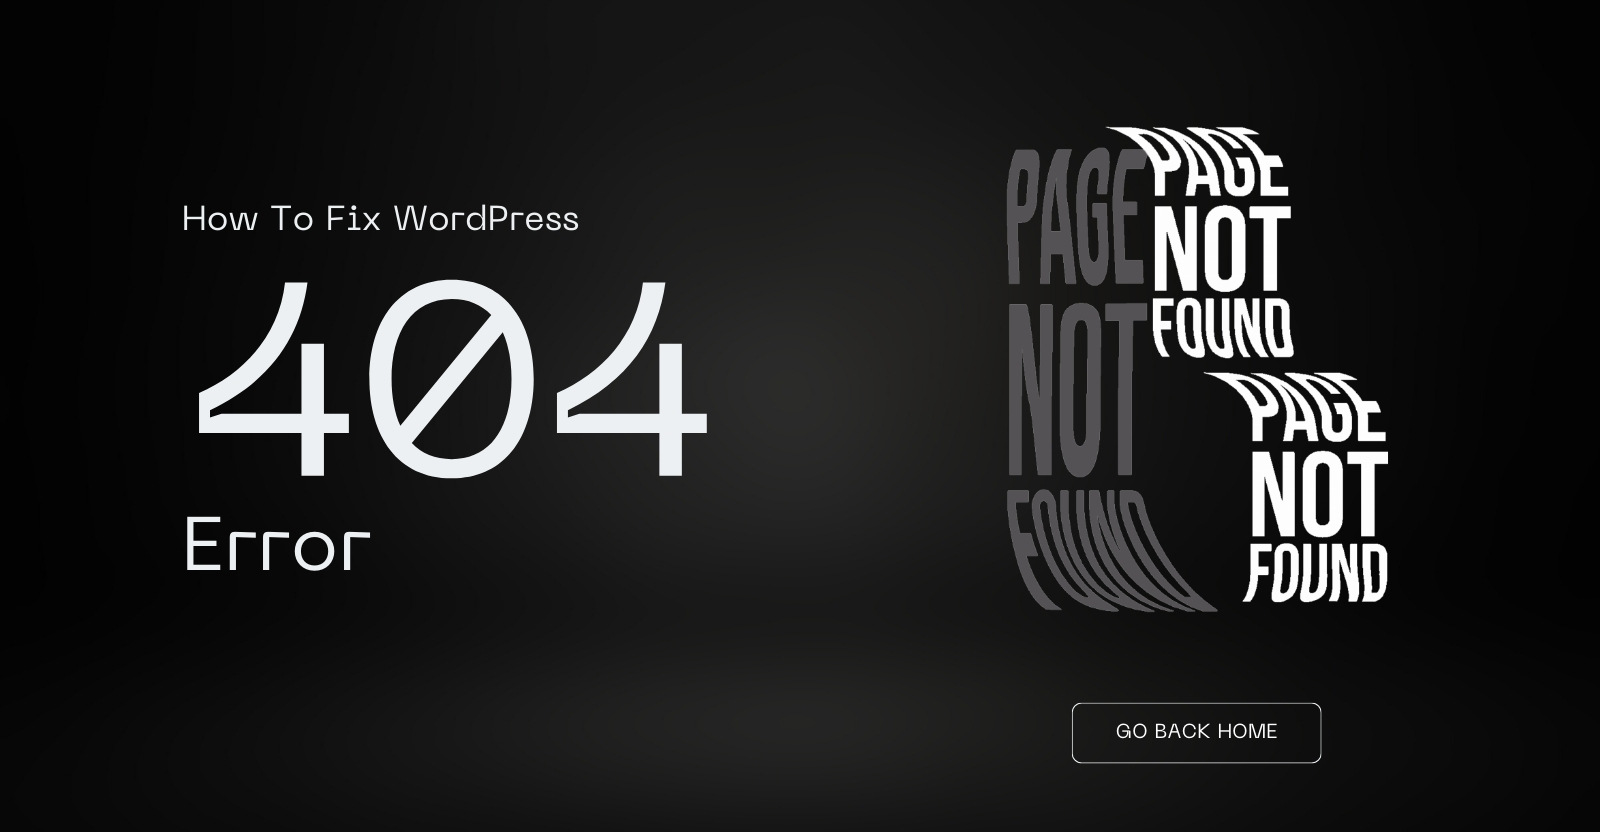 How To Fix WordPress
404
Error
PAGE
NOT
FOUND
PAGE
NOT
FOUND
PAGE
NOT
FOUND
GO BACK HOME